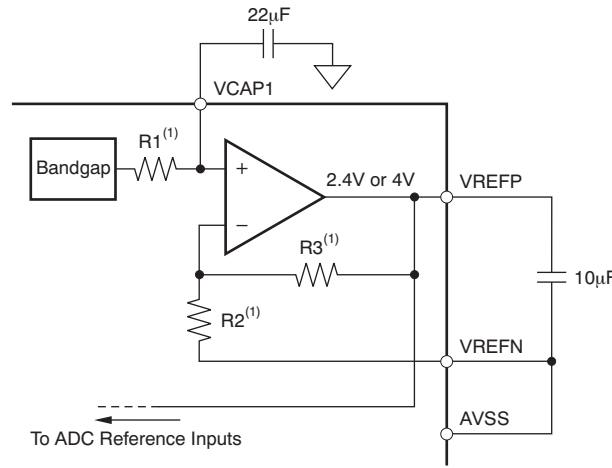 22μF
VCAP1
R1(1)
Bandgap
+
2.4V or 4V
VREFP
−
R3(1)
10μF
R2(1)
VREFN
AVSS
To ADC Reference Inputs